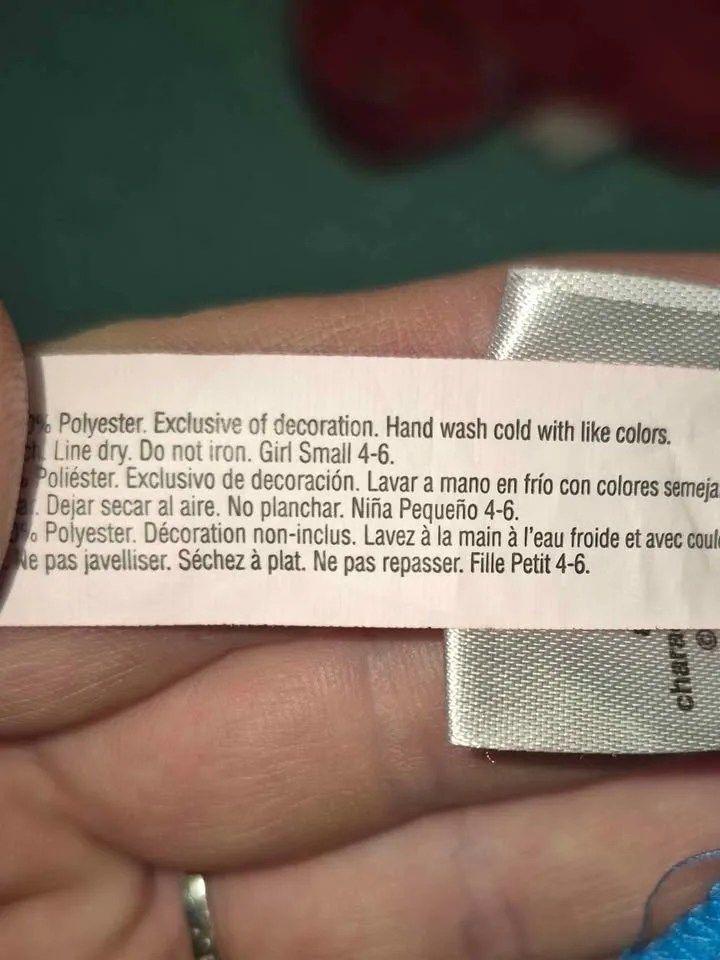 % Polyester. Exclusive of decoration. Hand wash cold with like colors.
Line dry. Do not iron. Girl Small 4-6.
Poliéster. Exclusivo de decoración. Lavar a mano en frío con colores semeja
Dejar secar al aire. No planchar. Niña Pequeño 4-6.
% Polyester. Décoration non-inclus. Lavez à la main à l'eau froide et avec coul
Ne pas javelliser. Séchez à plat. Ne pas repasser. Fille Petit 4-6.
chara
©